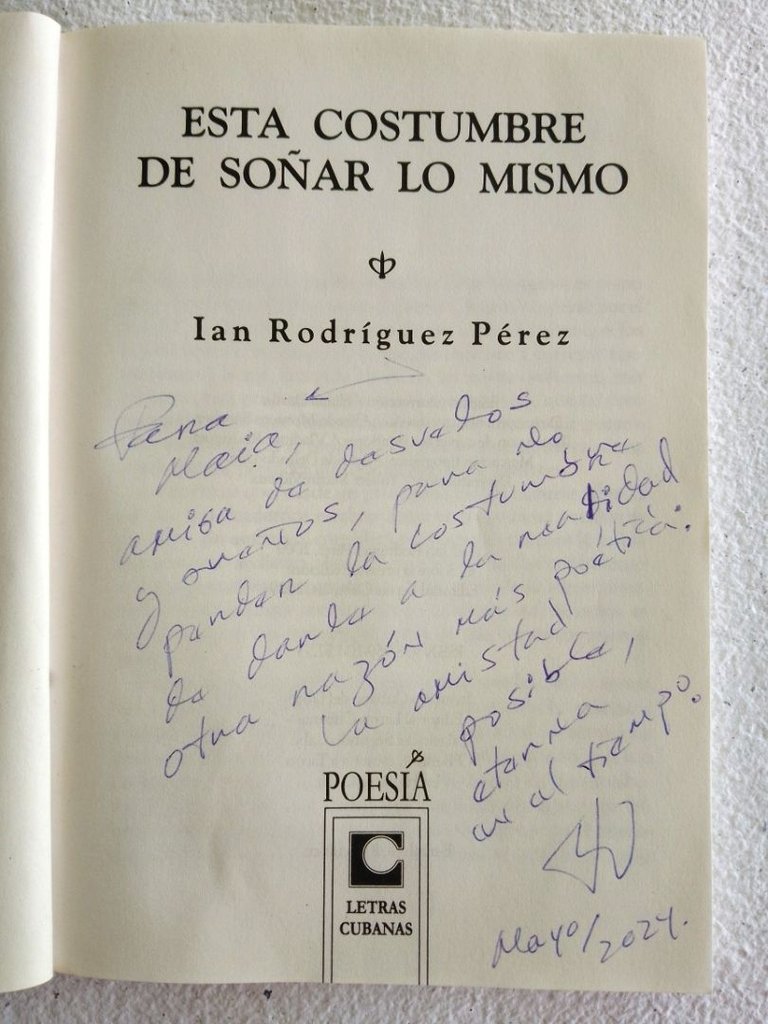 ESTA COSTUMBRE
DE SOÑAR LO MISMO
Ian Rodríguez Pérez
Para
Maia,
amiga de desvelos
y sueños, para no
perder la costumbre
de darle a la realidad
otra razón más poética:
la amistad
posible,
eterna
en el tiempo.
POESÍA
C
LETRAS
CUBANAS
Mayo/2024.